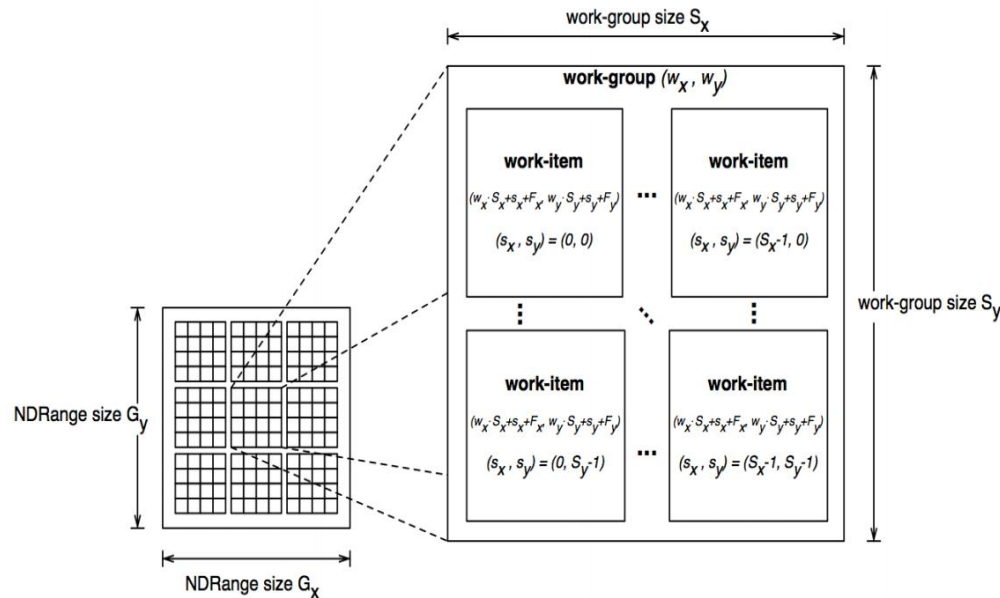 work-group size Sx
work-group (wx , wy)
work-item
(wx· Sx+sx+Fx, wy· Sy+sy+Fy)
(sx , sy) = (0, 0)
...
work-item
(wx· Sx+sx+Fx, wy· Sy+sy+Fy)
(sx , sy) = (Sx-1, 0)
work-group size Sy
work-item
(wx· Sx+sx+Fx, wy· Sy+sy+Fy)
(sx , sy) = (0, Sy-1)
...
work-item
(wx· Sx+sx+Fx, wy· Sy+sy+Fy)
(sx , sy) = (Sx-1, Sy-1)
NDRange size Gy
NDRange size Gx